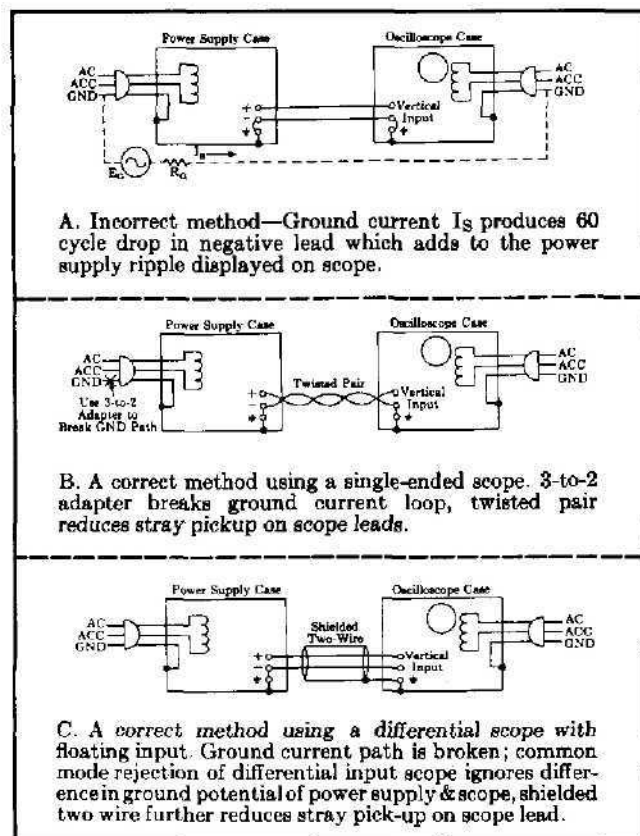 Power Supply Case
Oscilloscope Case
AC
ACC
GND
+
−
Vertical
Input
AC
ACC
GND
EG
RG
IS
A. Incorrect method—Ground current IS produces 60
cycle drop in negative lead which adds to the power
supply ripple displayed on scope.
Power Supply Case
Oscilloscope Case
AC
ACC
GND
Use 3-to-2
Adapter to
Break GND Path
+
−
Twisted Pair
Vertical
Input
AC
ACC
GND
B. A correct method using a single-ended scope. 3-to-2
adapter breaks ground current loop, twisted pair
reduces stray pickup on scope leads.
Power Supply Case
Oscilloscope Case
AC
ACC
GND
+
−
Shielded
Two-Wire
Vertical
Input
AC
ACC
GND
C. A correct method using a differential scope with
floating input. Ground current path is broken; common
mode rejection of differential input scope ignores differ-
ence in ground potential of power supply & scope, shielded
two wire further reduces stray pick-up on scope lead.